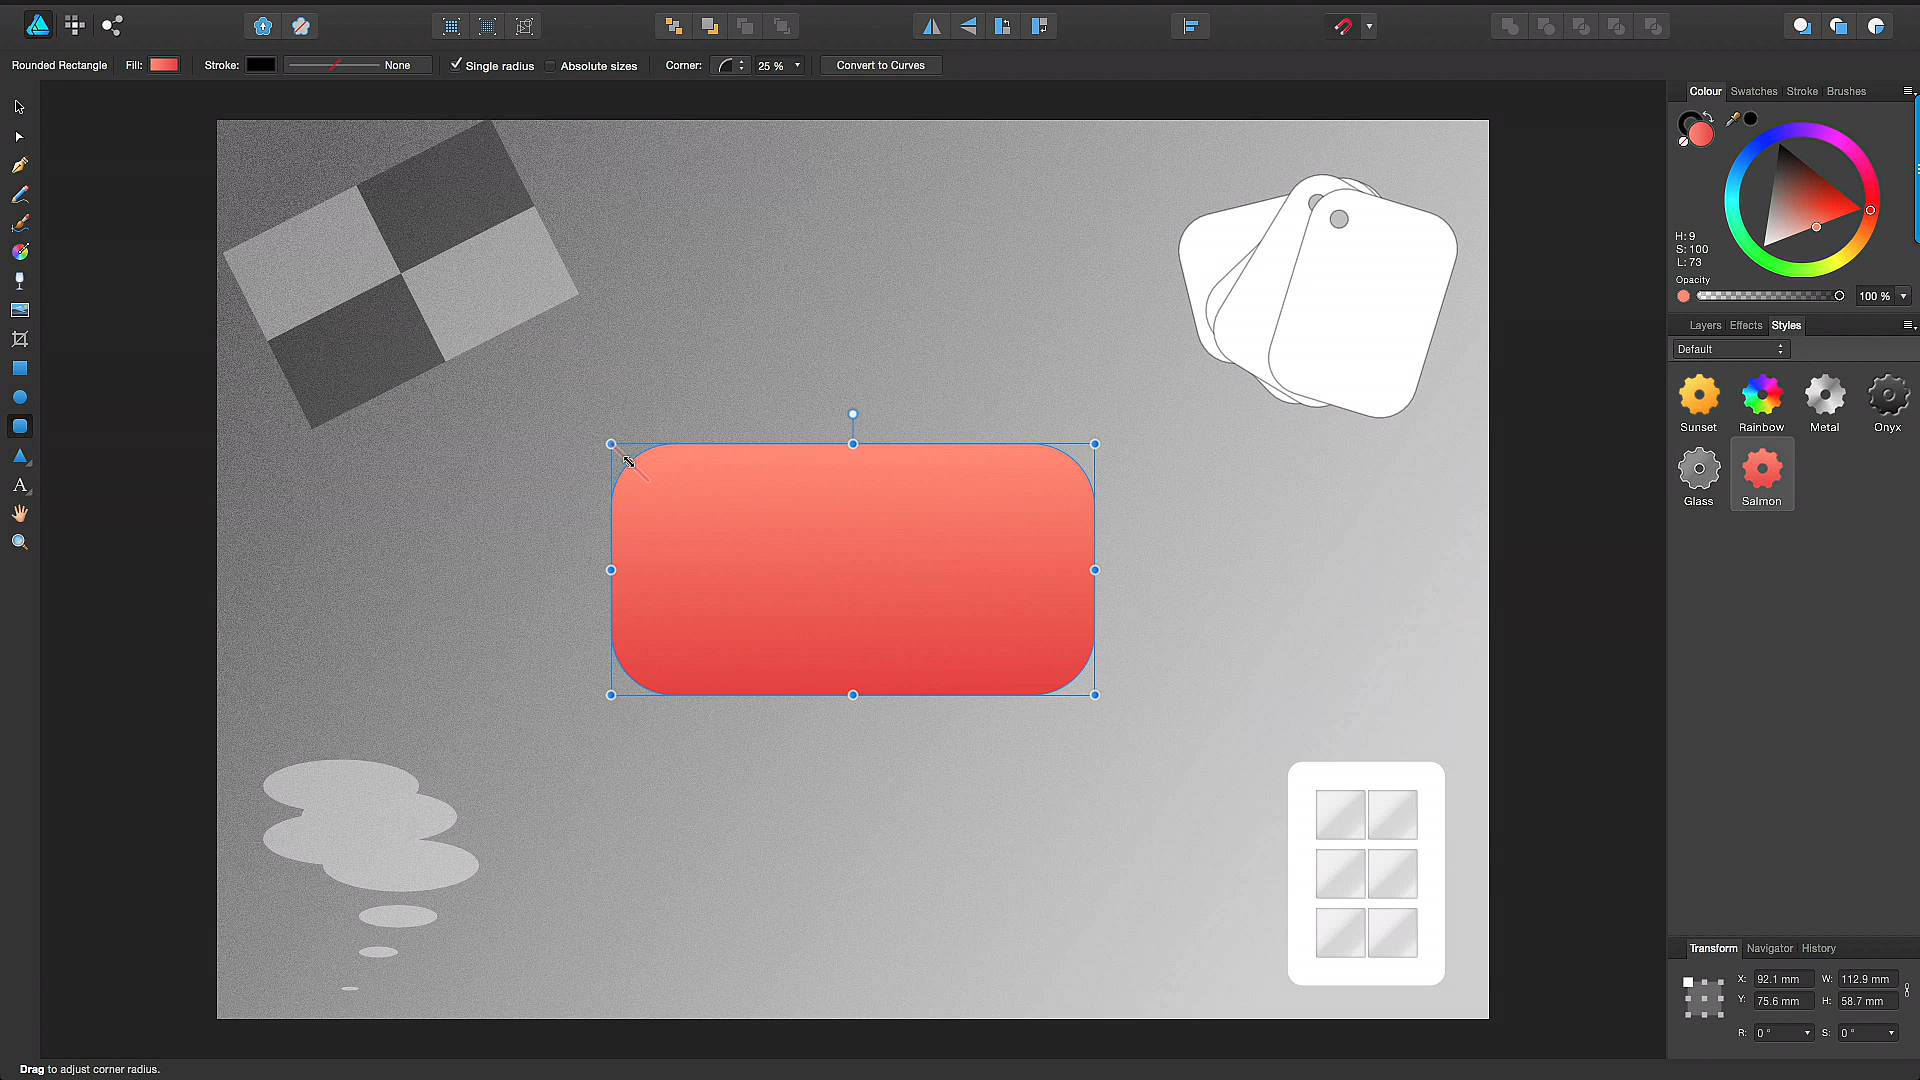 Rounded Rectangle Fill: Stroke: None Single radius Absolute sizes Corner: 25 % Convert to Curves
Colour Swatches Stroke Brushes
H: 9
S: 100
L: 73
Opacity
100 %
Layers Effects Styles
Default
Sunset Rainbow Metal Onyx
Glass Salmon
Transform Navigator History
X: 92.1 mm W: 112.9 mm
Y: 75.6 mm H: 58.7 mm
R: 0 ° S: 0 °
A
Drag to adjust corner radius.